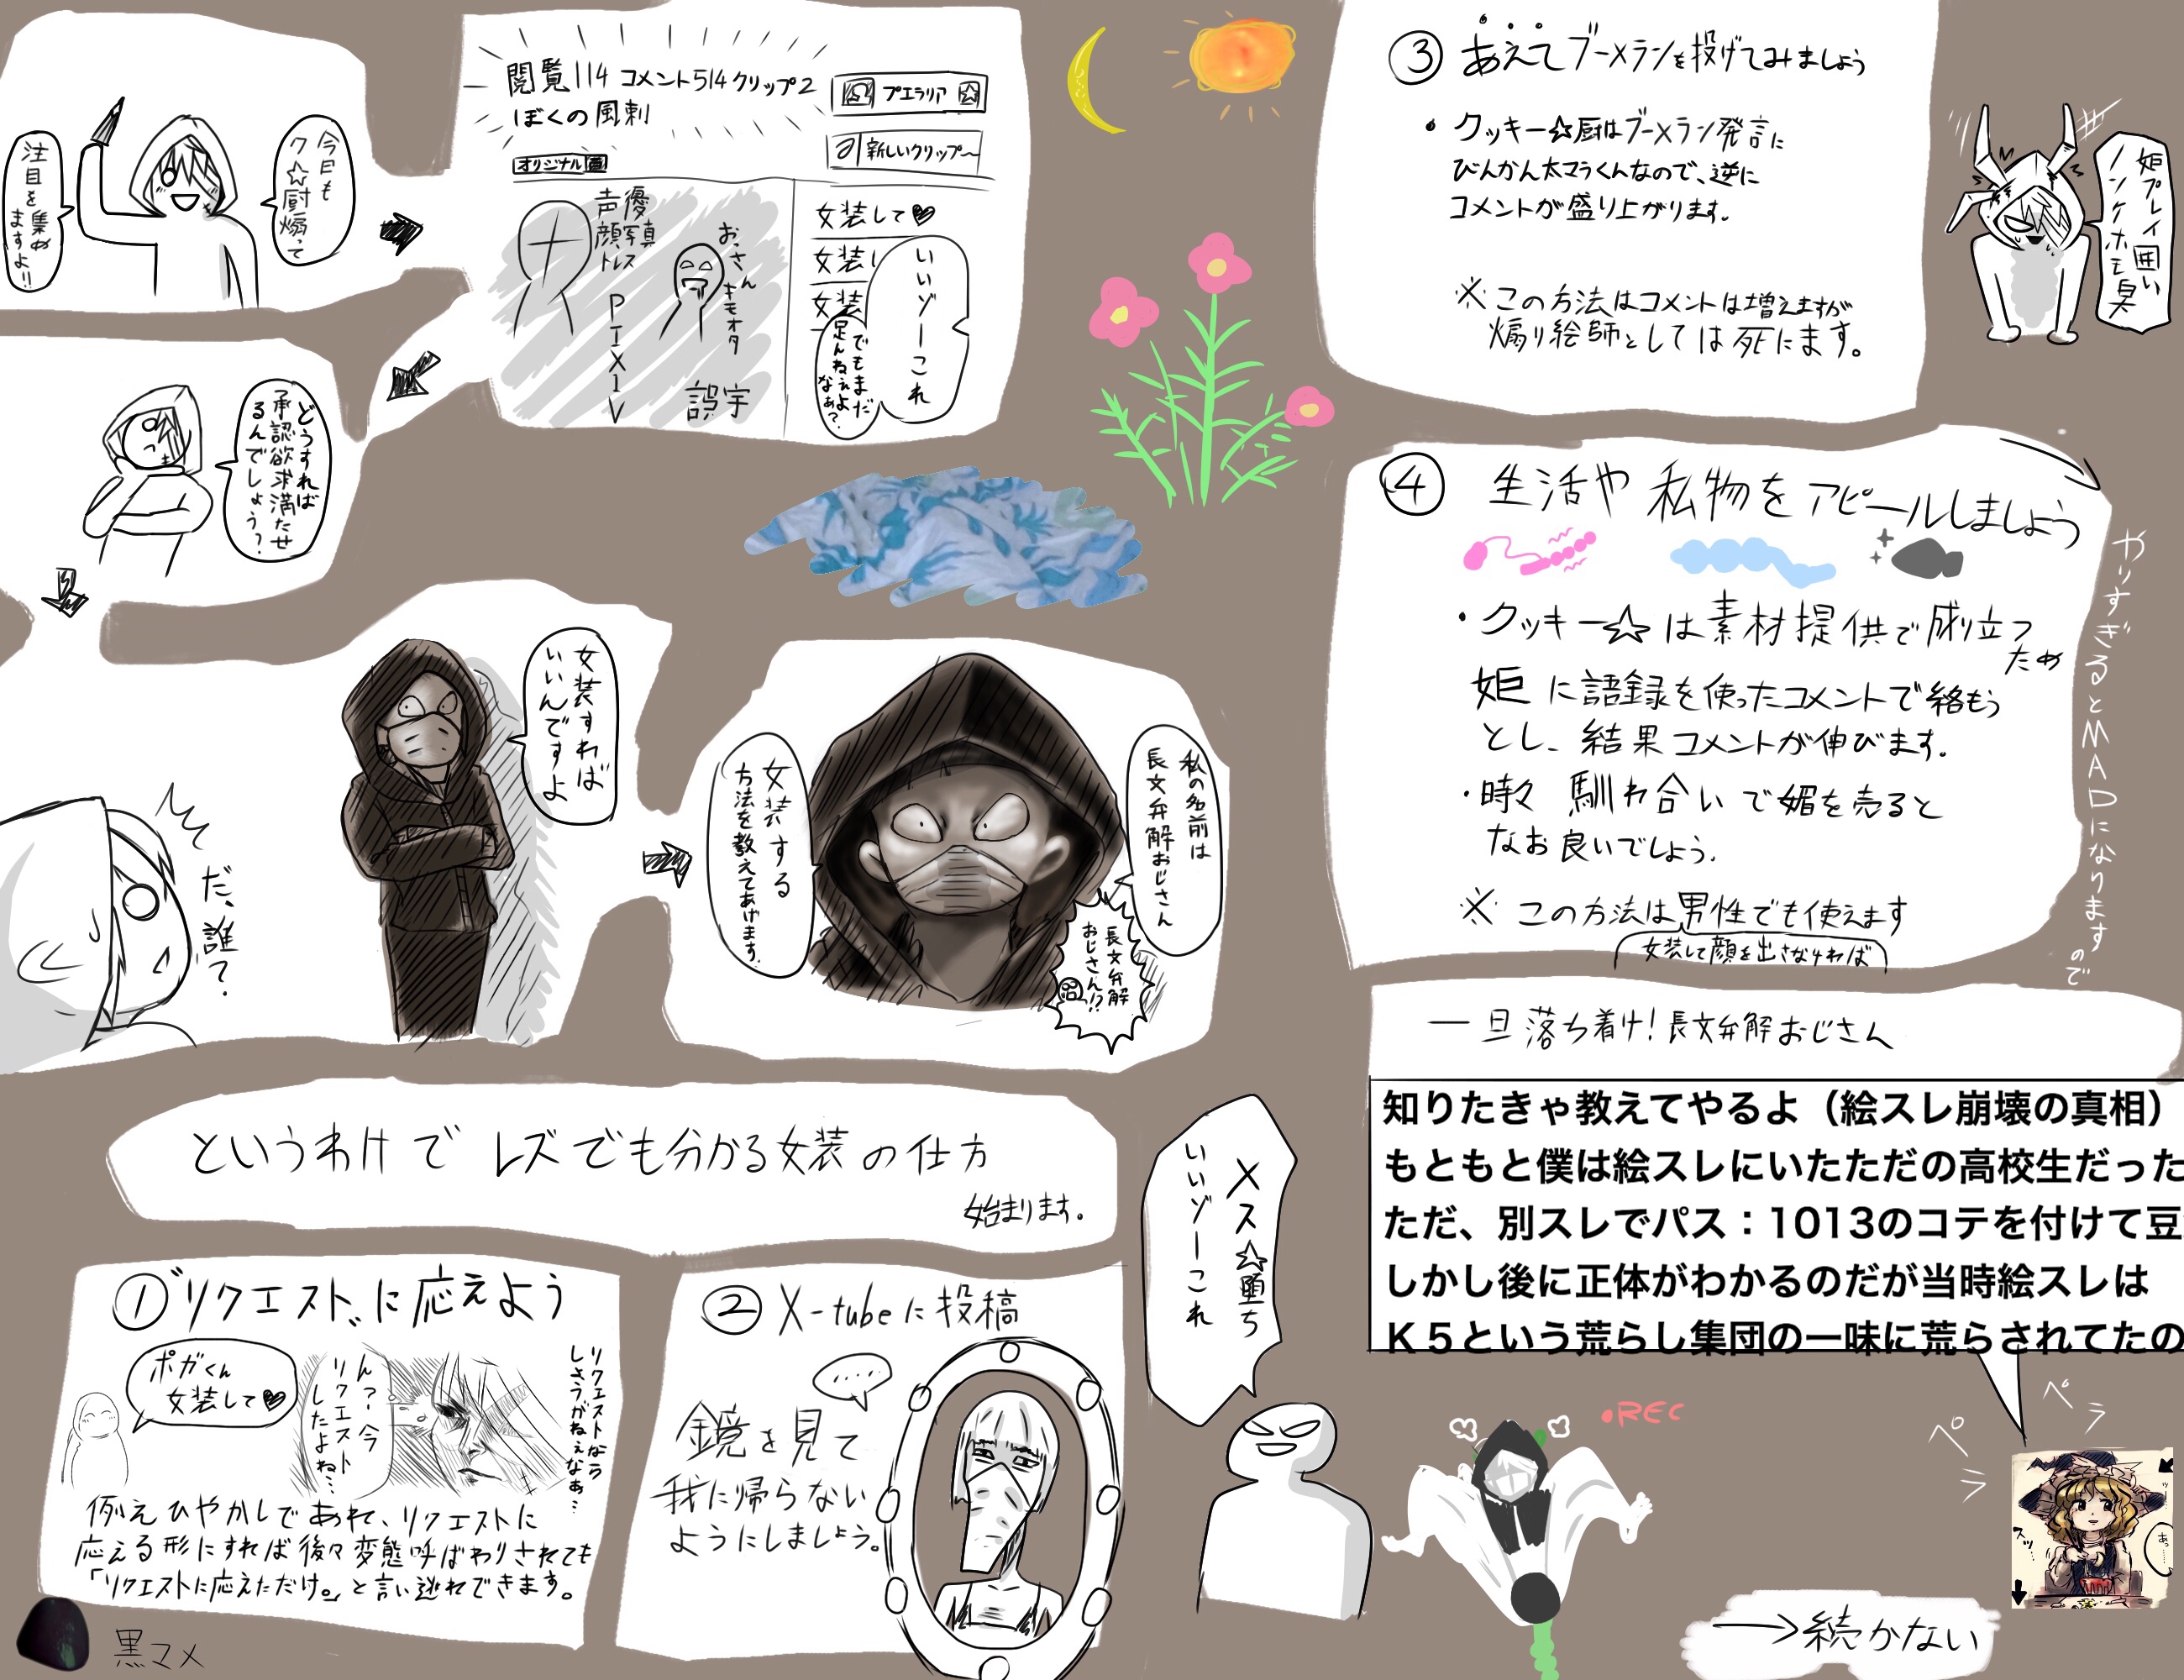 今日も
ク☆厨煽って
注目を集め
ますよ!!
閲覧114 コメント514 クリップ2
ぼくの風刺
プエラリア
新しいクリップ〜
オリジナル
声優
顔写真
トレス
PIXIV
おっさん
キモオタ
誤字
女装して♥
女装し
女装
いいゾーこれ
でもまだ
足んねぇよ
なぁ?
どうすれば
承認欲求満たせ
るんでしょう?
女装すれば
いいんですよ
だ、誰?
私の名前は
長文弁解おじさん
女装する
方法を教えてあげます。
長文弁解
おじさん!?
というわけで レズでも分かる女装の仕方
始まります。
① ”リクエスト”に応えよう
ポガくん
女装して♥
ん?今
リクエスト
したよね…
リクエストなら
しょうがねぇなぁ…
例えひやかしであれ、リクエストに
応える形にすれば後々変態呼ばわりされても
「リクエストに応えただけ。」と言い逃れできます。
黒マメ
② X-tubeに投稿
……
鏡を見て
我に帰らない
ようにしましょう。
メス☆堕ち
いいゾーこれ
③ あえてブーメランを投げてみましょう
・クッキー☆厨はブーメラン発言に
びんかん太マラくんなので、逆に
コメントが盛り上がります。
※この方法はコメントは増えますが
煽り絵師としては死にます。
姫プレイ囲い
ノンケホモ臭
④ 生活や私物をアピールしましょう
・クッキー☆は素材提供で成り立つ
ため
姫に語録を使ったコメントで絡もう
とし、結果コメントが伸びます。
・時々 馴れ合いで媚を売ると
なお良いでしょう。
※ この方法は男性でも使えます
女装して顔を出さなければ
やりすぎるとMADになりますので
一旦落ち着け!長文弁解おじさん
知りたきゃ教えてやるよ（絵スレ崩壊の真相）
もともと僕は絵スレにいたただの高校生だった
ただ、別スレでパス：1013のコテを付けて豆
しかし後に正体がわかるのだが当時絵スレは
K５という荒らし集団の一味に荒らされてたの
ペラ
ペ
●REC
あっ…
スッ…
→続かない